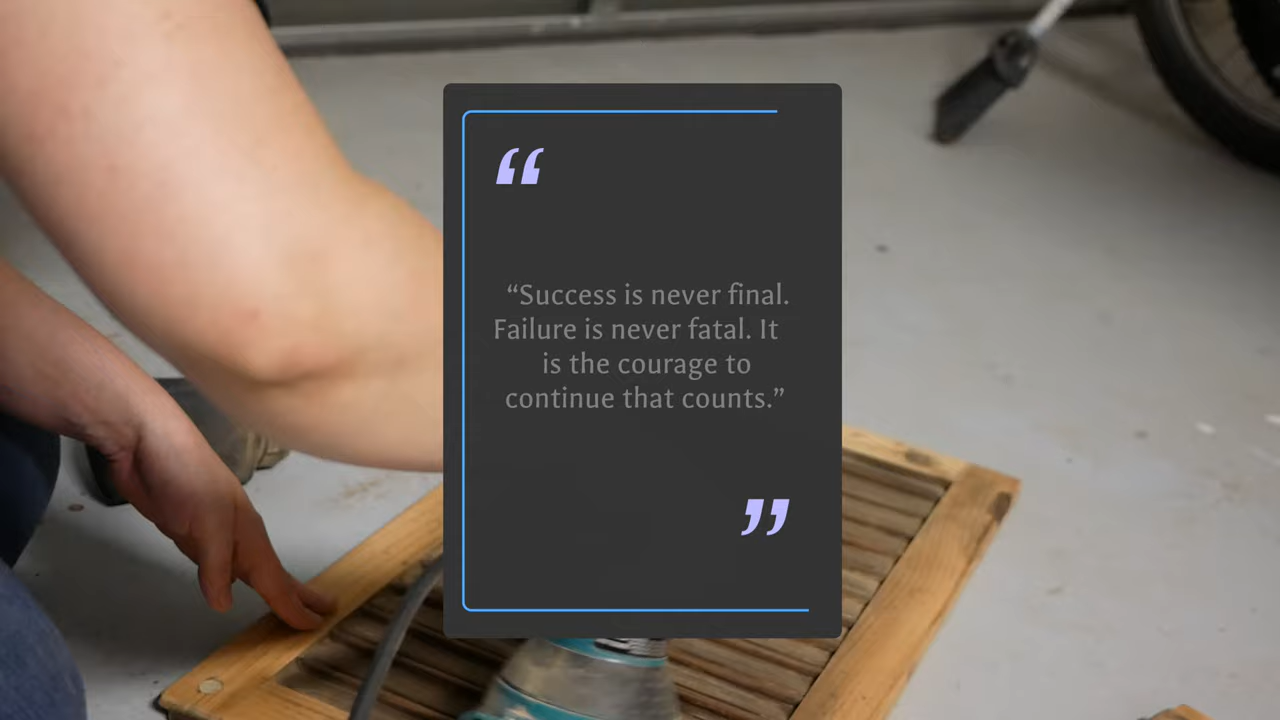 “
“Success is never final.
Failure is never fatal. It
is the courage to
continue that counts.”
”